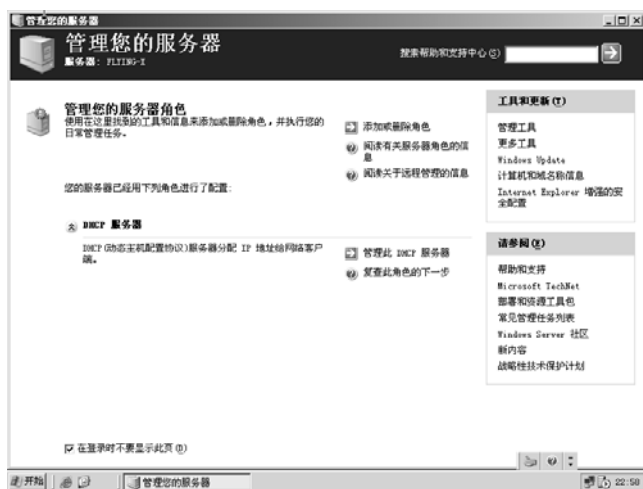 管理您的服务器
管理您的服务器
服务器: FLYING-I
搜索帮助和支持中心(S)
管理您的服务器角色
使用在这里找到的工具和信息来添加或删除角色，并执行您的
日常管理任务。
添加或删除角色
阅读有关服务器角色的信
息
阅读关于远程管理的信息
您的服务器已经用下列角色进行了配置:
DHCP 服务器
DHCP(动态主机配置协议)服务器分配 IP 地址给网络客户
端。
管理此 DHCP 服务器
复查此角色的下一步
工具和更新(T)
管理工具
更多工具
Windows Update
计算机和域名称信息
Internet Explorer 增强的安
全配置
请参阅(E)
帮助和支持
Microsoft TechNet
部署和资源工具包
常见管理任务列表
Windows Server 社区
新内容
战略性技术保护计划
在登录时不要显示此页(D)
开始
管理您的服务器
22:58